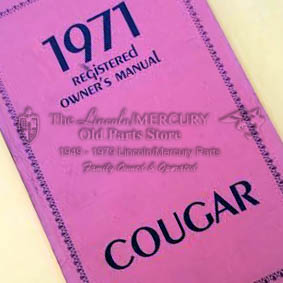 1971
REGISTERED
OWNER'S MANUAL
The Lincoln/MERCURY
Old Parts Store
1949 - 1979 Lincoln/Mercury Parts
Family Owned & Operated
COUGAR